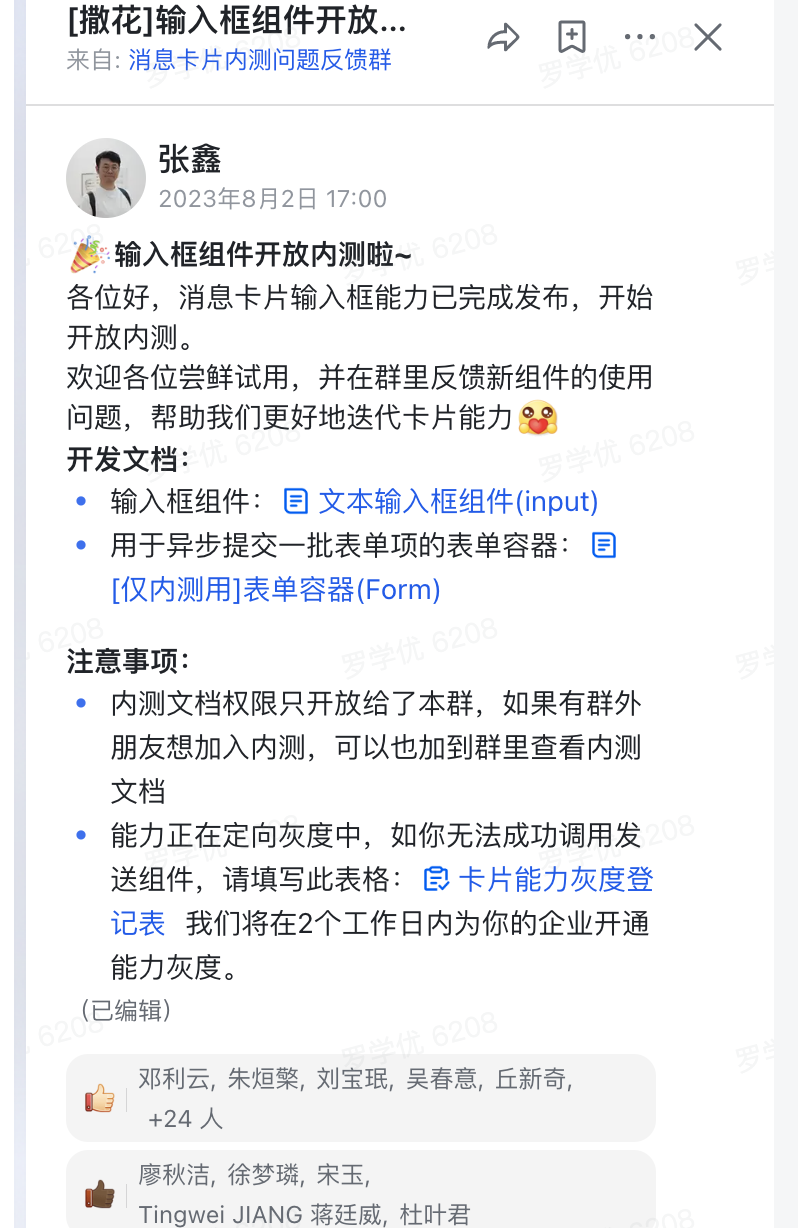 [撒花]输入框组件开放...
来自: 消息卡片内测问题反馈群
张鑫
2023年8月2日 17:00
输入框组件开放内测啦~
各位好，消息卡片输入框能力已完成发布，开始
开放内测。
欢迎各位尝鲜试用，并在群里反馈新组件的使用
问题，帮助我们更好地迭代卡片能力
开发文档：
输入框组件： 文本输入框组件(input)
用于异步提交一批表单项的表单容器：
[仅内测用]表单容器(Form)
注意事项：
内测文档权限只开放给了本群，如果有群外
朋友想加入内测，可以也加到群里查看内测
文档
能力正在定向灰度中，如你无法成功调用发
送组件，请填写此表格： 卡片能力灰度登
记表 我们将在2个工作日内为你的企业开通
能力灰度。
（已编辑）
邓利云, 朱烜檠, 刘宝珉, 吴春意, 丘新奇,
+24 人
廖秋洁, 徐梦璘, 宋玉,
Tingwei JIANG 蒋廷威, 杜叶君
罗学优 6208